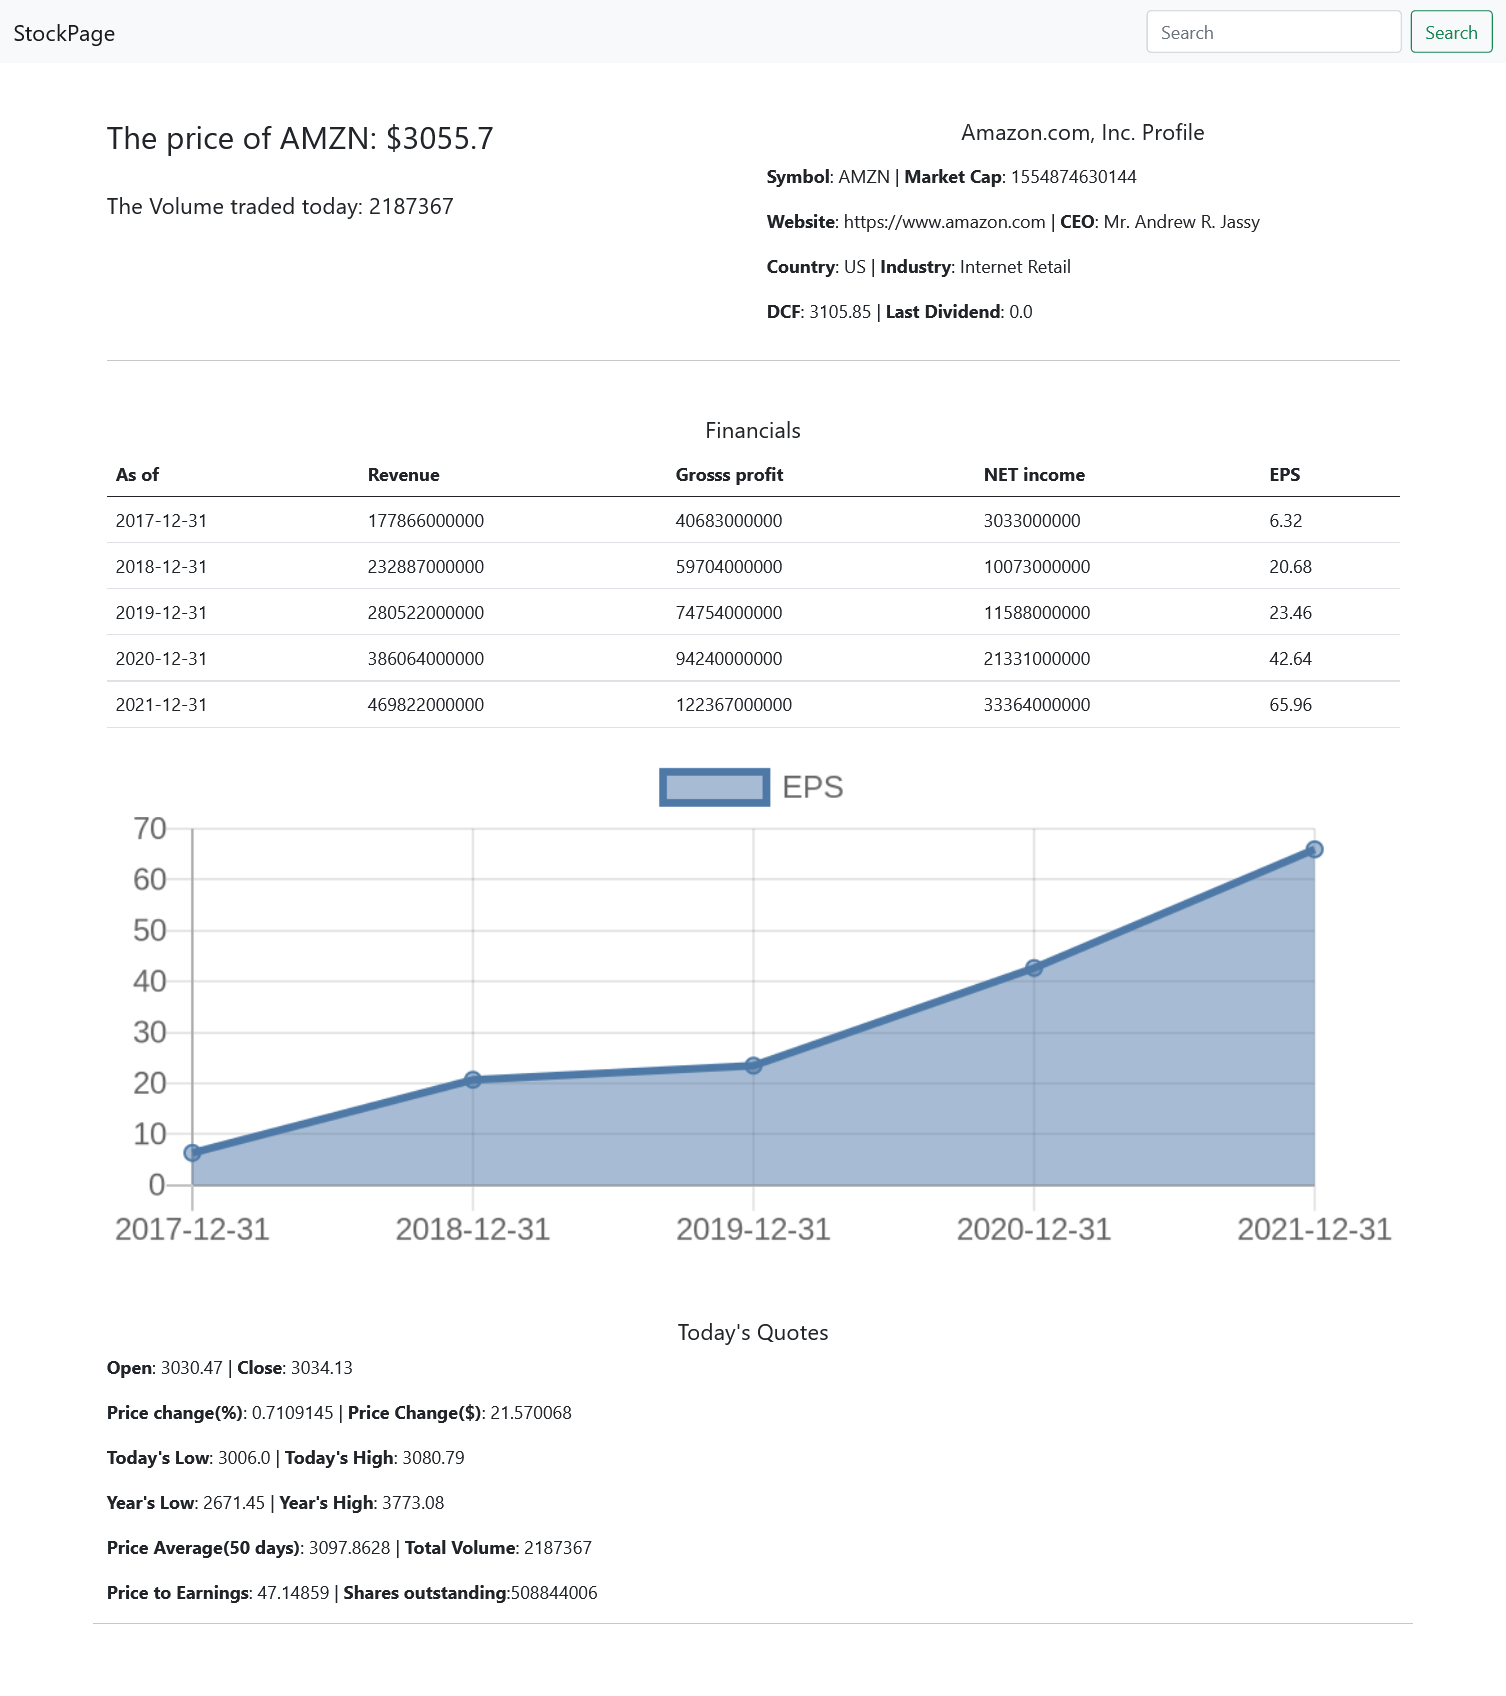 StockPage
Search Search
The price of AMZN: $3055.7
The Volume traded today: 2187367
Amazon.com, Inc. Profile
Symbol: AMZN | Market Cap: 1554874630144
Website: https://www.amazon.com | CEO: Mr. Andrew R. Jassy
Country: US | Industry: Internet Retail
DCF: 3105.85 | Last Dividend: 0.0
Financials
As of Revenue Grosss profit NET income EPS
2017-12-31 177866000000 40683000000 3033000000 6.32
2018-12-31 232887000000 59704000000 10073000000 20.68
2019-12-31 280522000000 74754000000 11588000000 23.46
2020-12-31 386064000000 94240000000 21331000000 42.64
2021-12-31 469822000000 122367000000 33364000000 65.96
EPS
70
60
50
40
30
20
10
0
2017-12-31 2018-12-31 2019-12-31 2020-12-31 2021-12-31
Today's Quotes
Open: 3030.47 | Close: 3034.13
Price change(%): 0.7109145 | Price Change($): 21.570068
Today's Low: 3006.0 | Today's High: 3080.79
Year's Low: 2671.45 | Year's High: 3773.08
Price Average(50 days): 3097.8628 | Total Volume: 2187367
Price to Earnings: 47.14859 | Shares outstanding:508844006